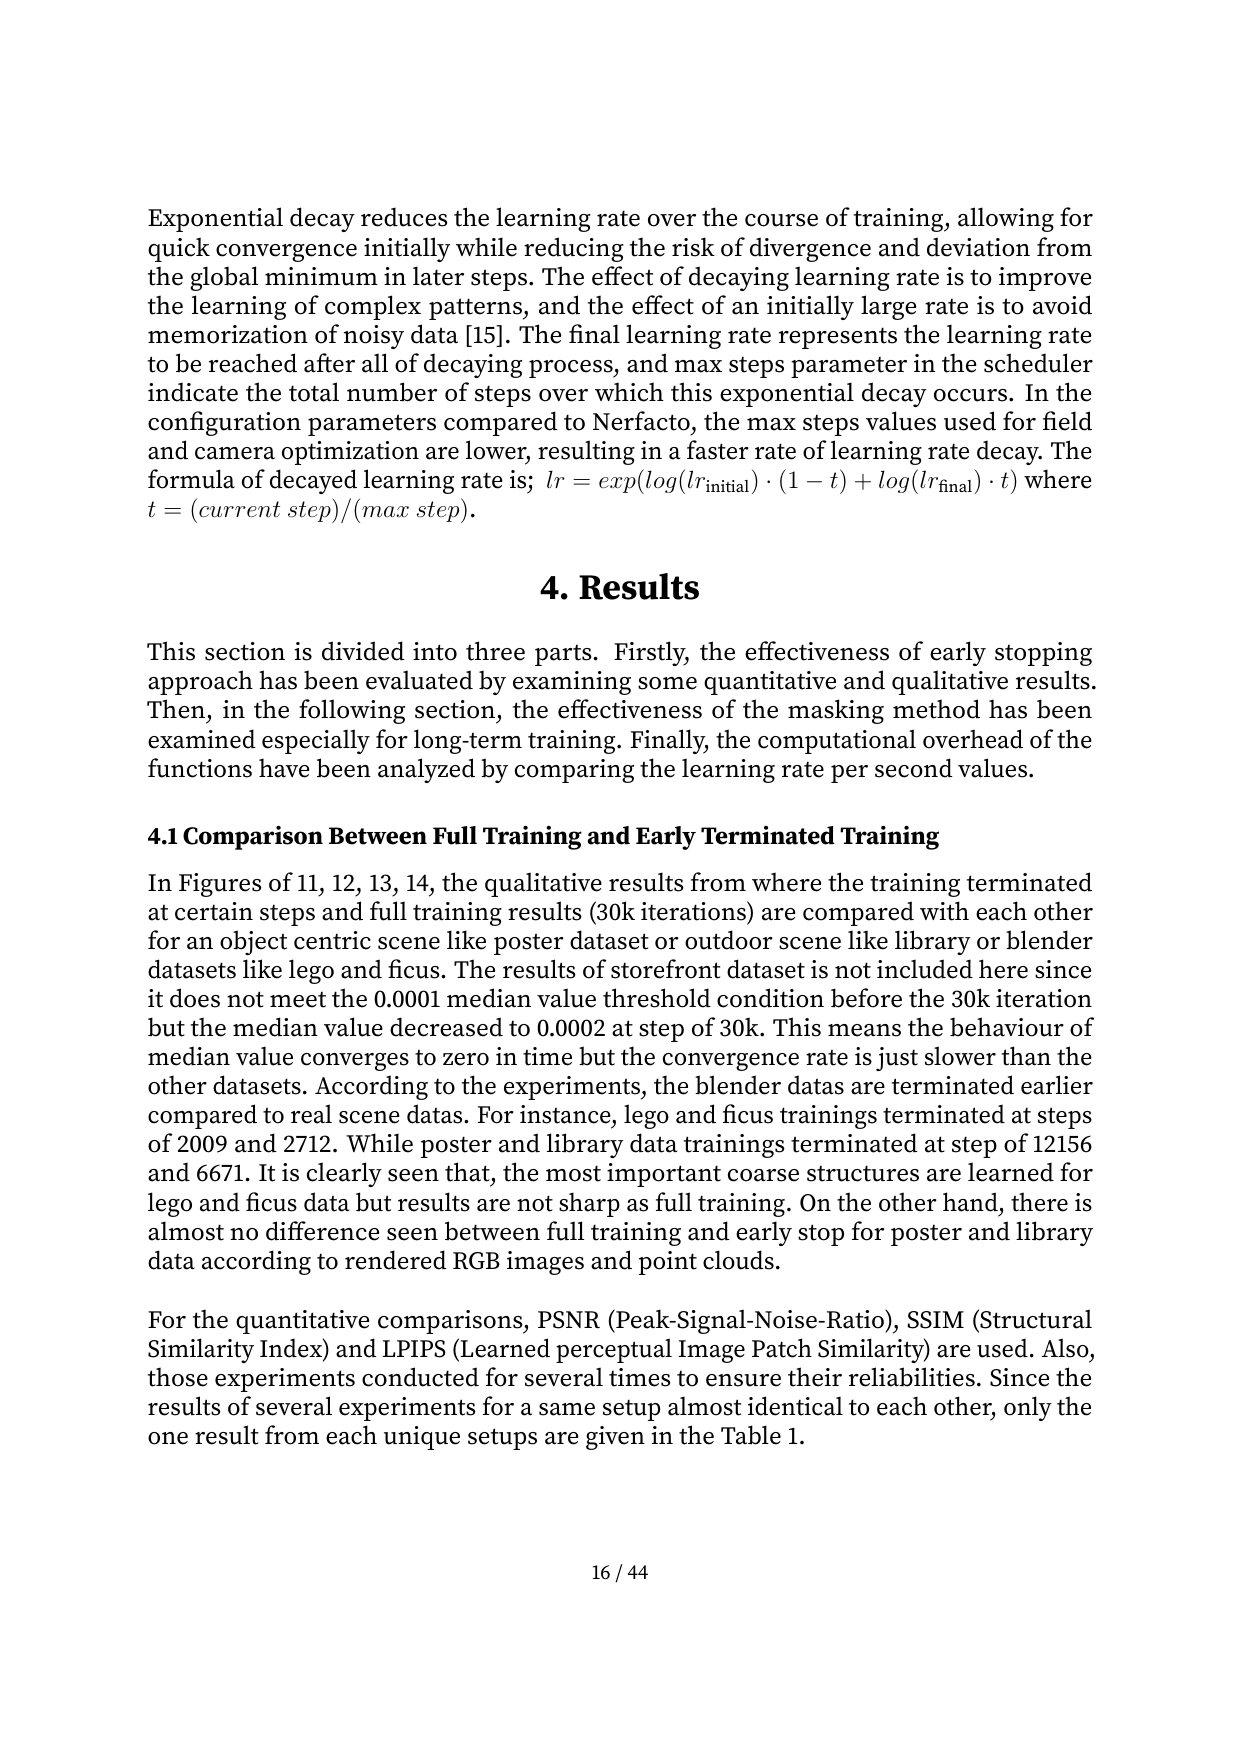 Exponential decay reduces the learning rate over the course of training, allowing for
quick convergence initially while reducing the risk of divergence and deviation from
the global minimum in later steps. The effect of decaying learning rate is to improve
the learning of complex patterns, and the effect of an initially large rate is to avoid
memorization of noisy data [15]. The final learning rate represents the learning rate
to be reached after all of decaying process, and max steps parameter in the scheduler
indicate the total number of steps over which this exponential decay occurs. In the
configuration parameters compared to Nerfacto, the max steps values used for field
and camera optimization are lower, resulting in a faster rate of learning rate decay. The
formula of decayed learning rate is; lr = exp(log(lr_initial) · (1 − t) + log(lr_final) · t) where
t = (current step)/(max step).
4. Results
This section is divided into three parts. Firstly, the effectiveness of early stopping
approach has been evaluated by examining some quantitative and qualitative results.
Then, in the following section, the effectiveness of the masking method has been
examined especially for long-term training. Finally, the computational overhead of the
functions have been analyzed by comparing the learning rate per second values.
4.1 Comparison Between Full Training and Early Terminated Training
In Figures of 11, 12, 13, 14, the qualitative results from where the training terminated
at certain steps and full training results (30k iterations) are compared with each other
for an object centric scene like poster dataset or outdoor scene like library or blender
datasets like lego and ficus. The results of storefront dataset is not included here since
it does not meet the 0.0001 median value threshold condition before the 30k iteration
but the median value decreased to 0.0002 at step of 30k. This means the behaviour of
median value converges to zero in time but the convergence rate is just slower than the
other datasets. According to the experiments, the blender datas are terminated earlier
compared to real scene datas. For instance, lego and ficus trainings terminated at steps
of 2009 and 2712. While poster and library data trainings terminated at step of 12156
and 6671. It is clearly seen that, the most important coarse structures are learned for
lego and ficus data but results are not sharp as full training. On the other hand, there is
almost no difference seen between full training and early stop for poster and library
data according to rendered RGB images and point clouds.
For the quantitative comparisons, PSNR (Peak-Signal-Noise-Ratio), SSIM (Structural
Similarity Index) and LPIPS (Learned perceptual Image Patch Similarity) are used. Also,
those experiments conducted for several times to ensure their reliabilities. Since the
results of several experiments for a same setup almost identical to each other, only the
one result from each unique setups are given in the Table 1.
16 / 44